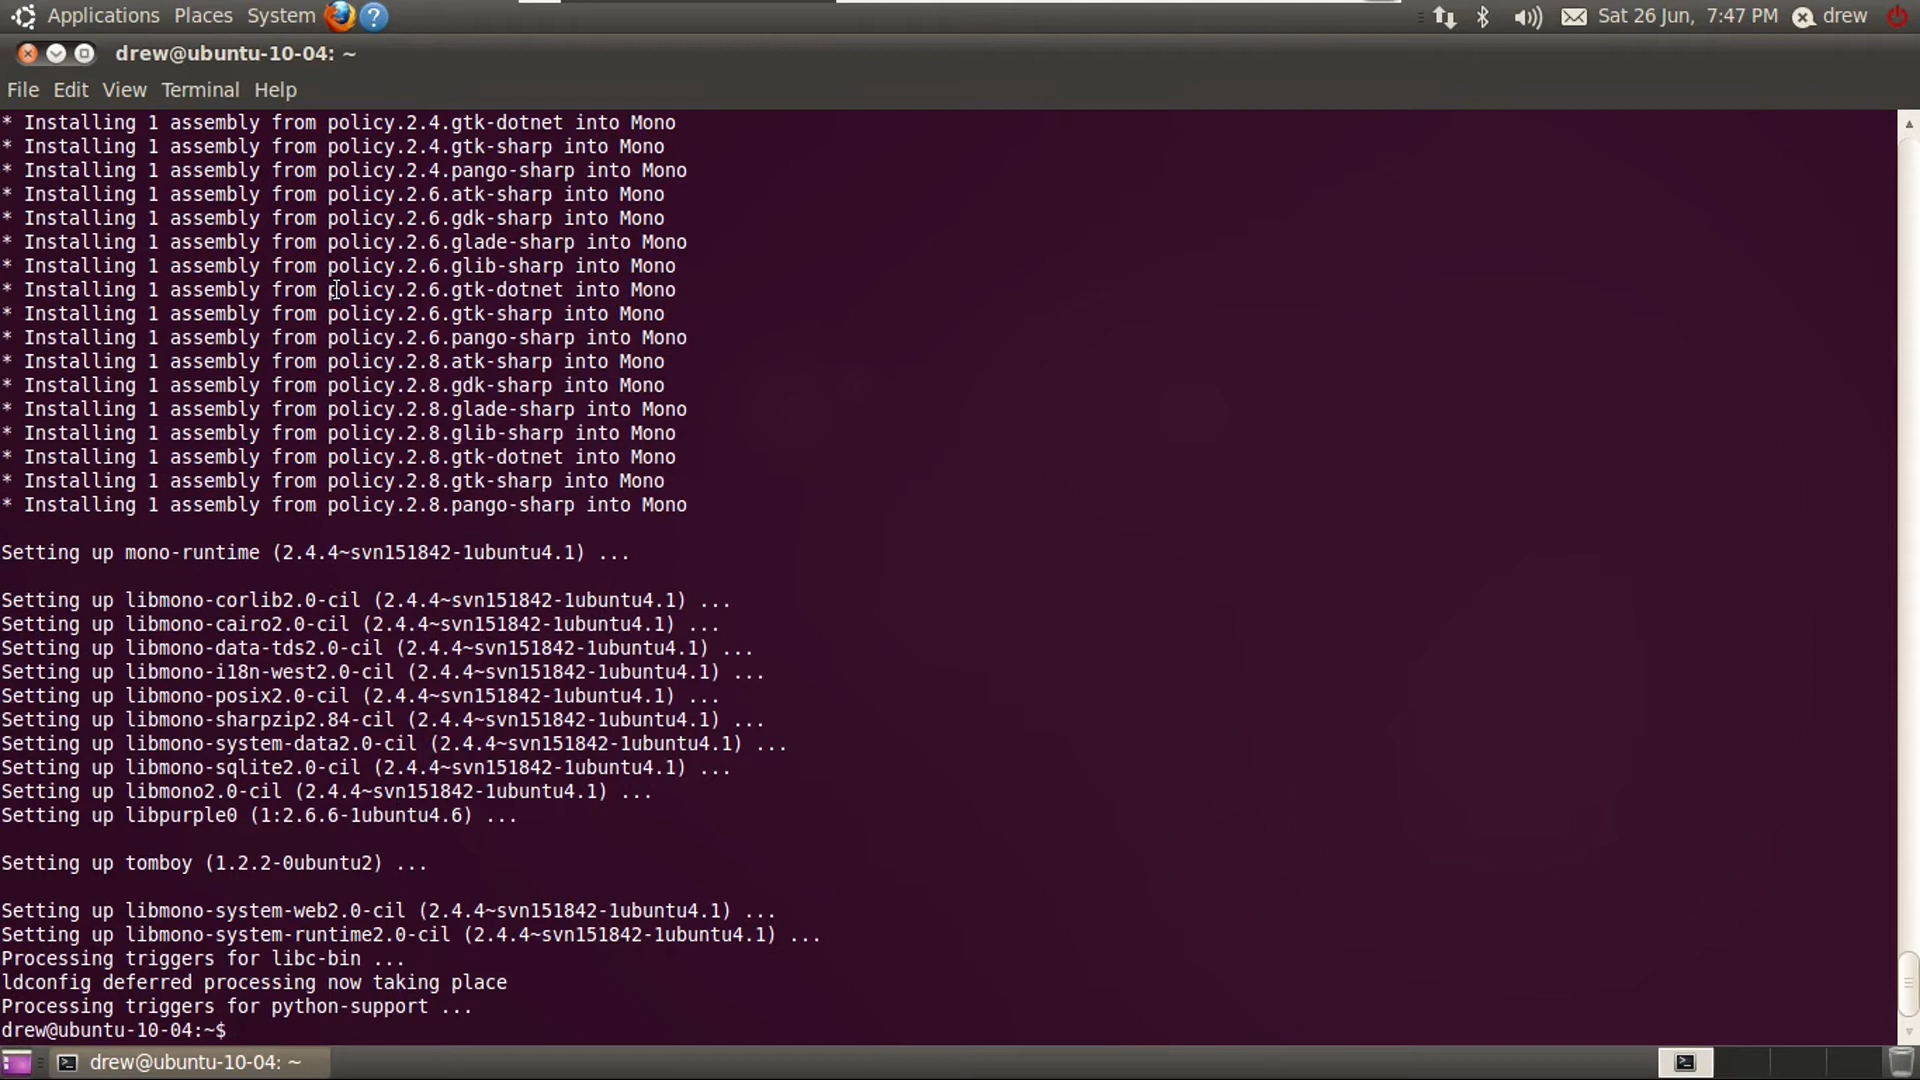 Applications Places System ? Sat 26 Jun, 7:47 PM drew
drew@ubuntu-10-04: ~
File Edit View Terminal Help
* Installing 1 assembly from policy.2.4.gtk-dotnet into Mono
* Installing 1 assembly from policy.2.4.gtk-sharp into Mono
* Installing 1 assembly from policy.2.4.pango-sharp into Mono
* Installing 1 assembly from policy.2.6.atk-sharp into Mono
* Installing 1 assembly from policy.2.6.gdk-sharp into Mono
* Installing 1 assembly from policy.2.6.glade-sharp into Mono
* Installing 1 assembly from policy.2.6.glib-sharp into Mono
* Installing 1 assembly from policy.2.6.gtk-dotnet into Mono
* Installing 1 assembly from policy.2.6.gtk-sharp into Mono
* Installing 1 assembly from policy.2.6.pango-sharp into Mono
* Installing 1 assembly from policy.2.8.atk-sharp into Mono
* Installing 1 assembly from policy.2.8.gdk-sharp into Mono
* Installing 1 assembly from policy.2.8.glade-sharp into Mono
* Installing 1 assembly from policy.2.8.glib-sharp into Mono
* Installing 1 assembly from policy.2.8.gtk-dotnet into Mono
* Installing 1 assembly from policy.2.8.gtk-sharp into Mono
* Installing 1 assembly from policy.2.8.pango-sharp into Mono
Setting up mono-runtime (2.4.4~svn151842-1ubuntu4.1) ...
Setting up libmono-corlib2.0-cil (2.4.4~svn151842-1ubuntu4.1) ...
Setting up libmono-cairo2.0-cil (2.4.4~svn151842-1ubuntu4.1) ...
Setting up libmono-data-tds2.0-cil (2.4.4~svn151842-1ubuntu4.1) ...
Setting up libmono-i18n-west2.0-cil (2.4.4~svn151842-1ubuntu4.1) ...
Setting up libmono-posix2.0-cil (2.4.4~svn151842-1ubuntu4.1) ...
Setting up libmono-sharpzip2.84-cil (2.4.4~svn151842-1ubuntu4.1) ...
Setting up libmono-system-data2.0-cil (2.4.4~svn151842-1ubuntu4.1) ...
Setting up libmono-sqlite2.0-cil (2.4.4~svn151842-1ubuntu4.1) ...
Setting up libmono2.0-cil (2.4.4~svn151842-1ubuntu4.1) ...
Setting up libpurple0 (1:2.6.6-1ubuntu4.6) ...
Setting up tomboy (1.2.2-0ubuntu2) ...
Setting up libmono-system-web2.0-cil (2.4.4~svn151842-1ubuntu4.1) ...
Setting up libmono-system-runtime2.0-cil (2.4.4~svn151842-1ubuntu4.1) ...
Processing triggers for libc-bin ...
ldconfig deferred processing now taking place
Processing triggers for python-support ...
drew@ubuntu-10-04:~$
drew@ubuntu-10-04: ~